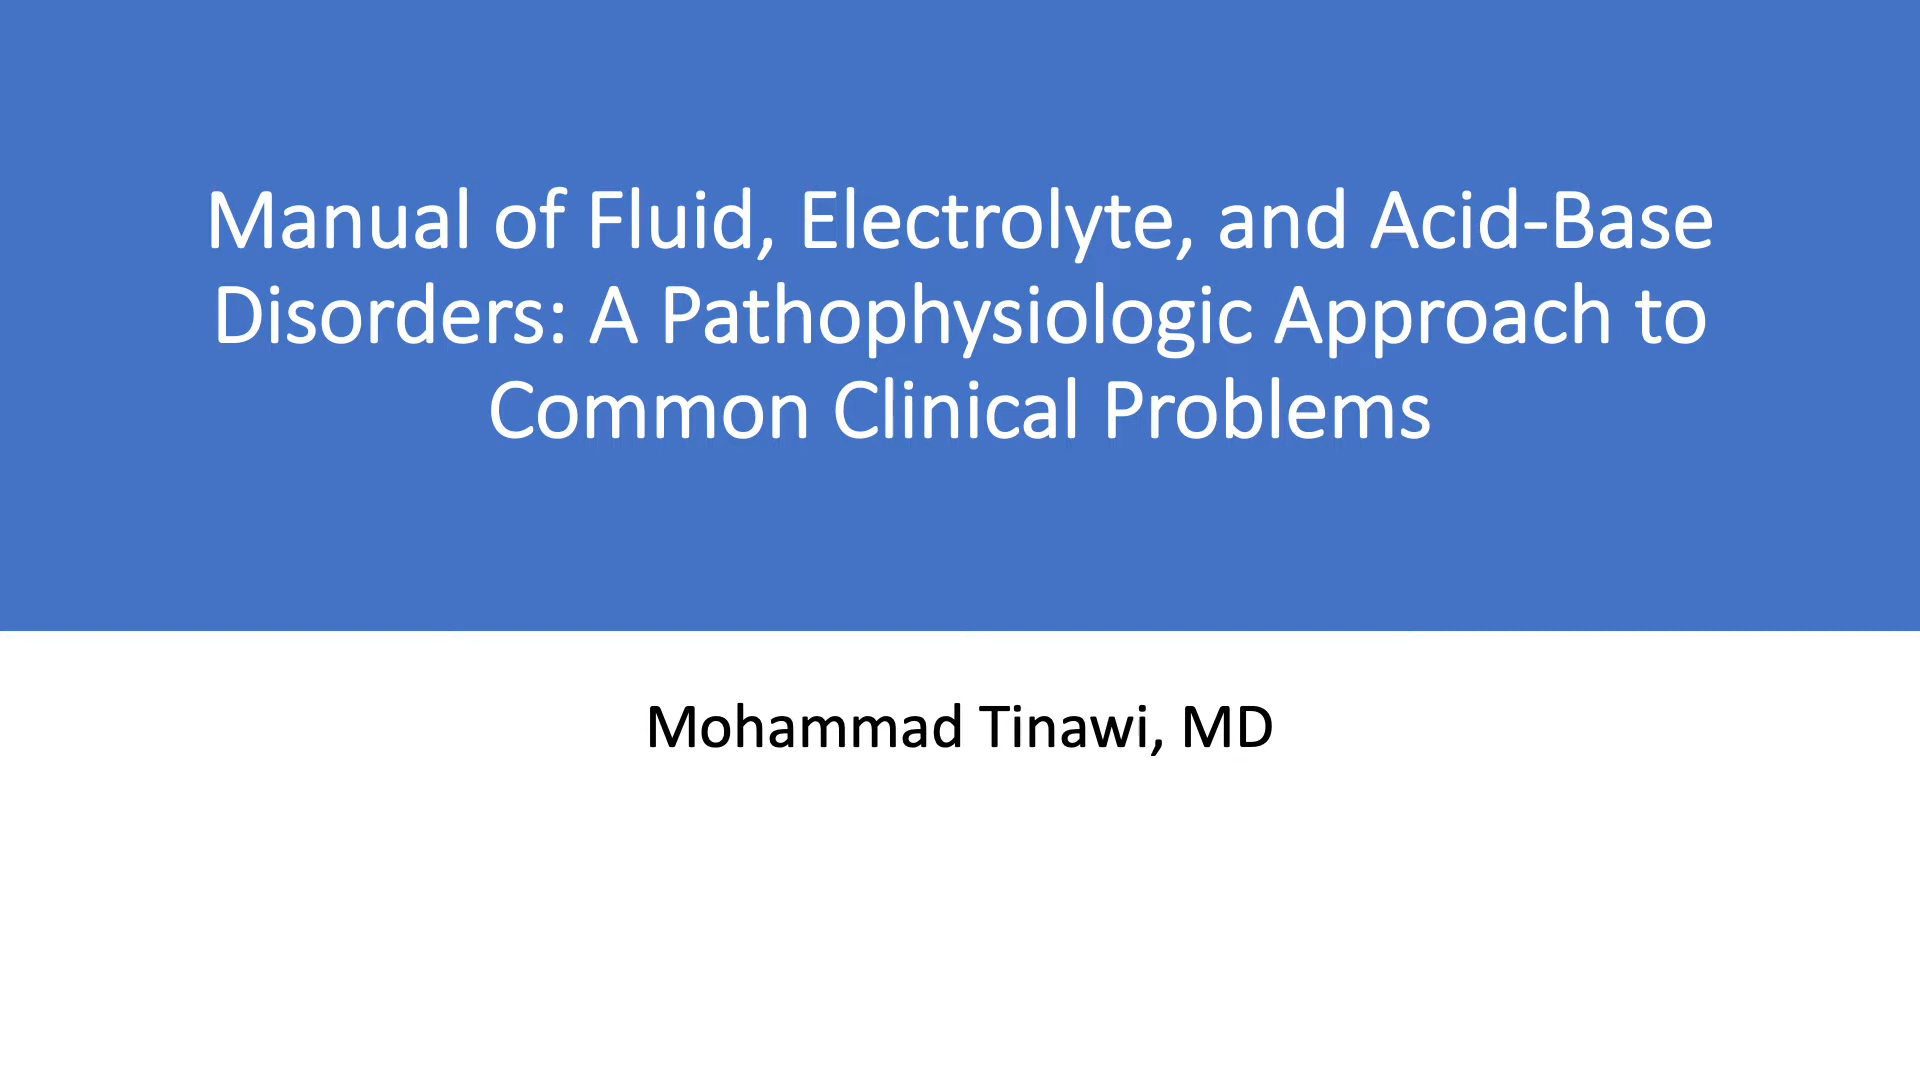 Manual of Fluid, Electrolyte, and Acid-Base
Disorders: A Pathophysiologic Approach to
Common Clinical Problems
Mohammad Tinawi, MD